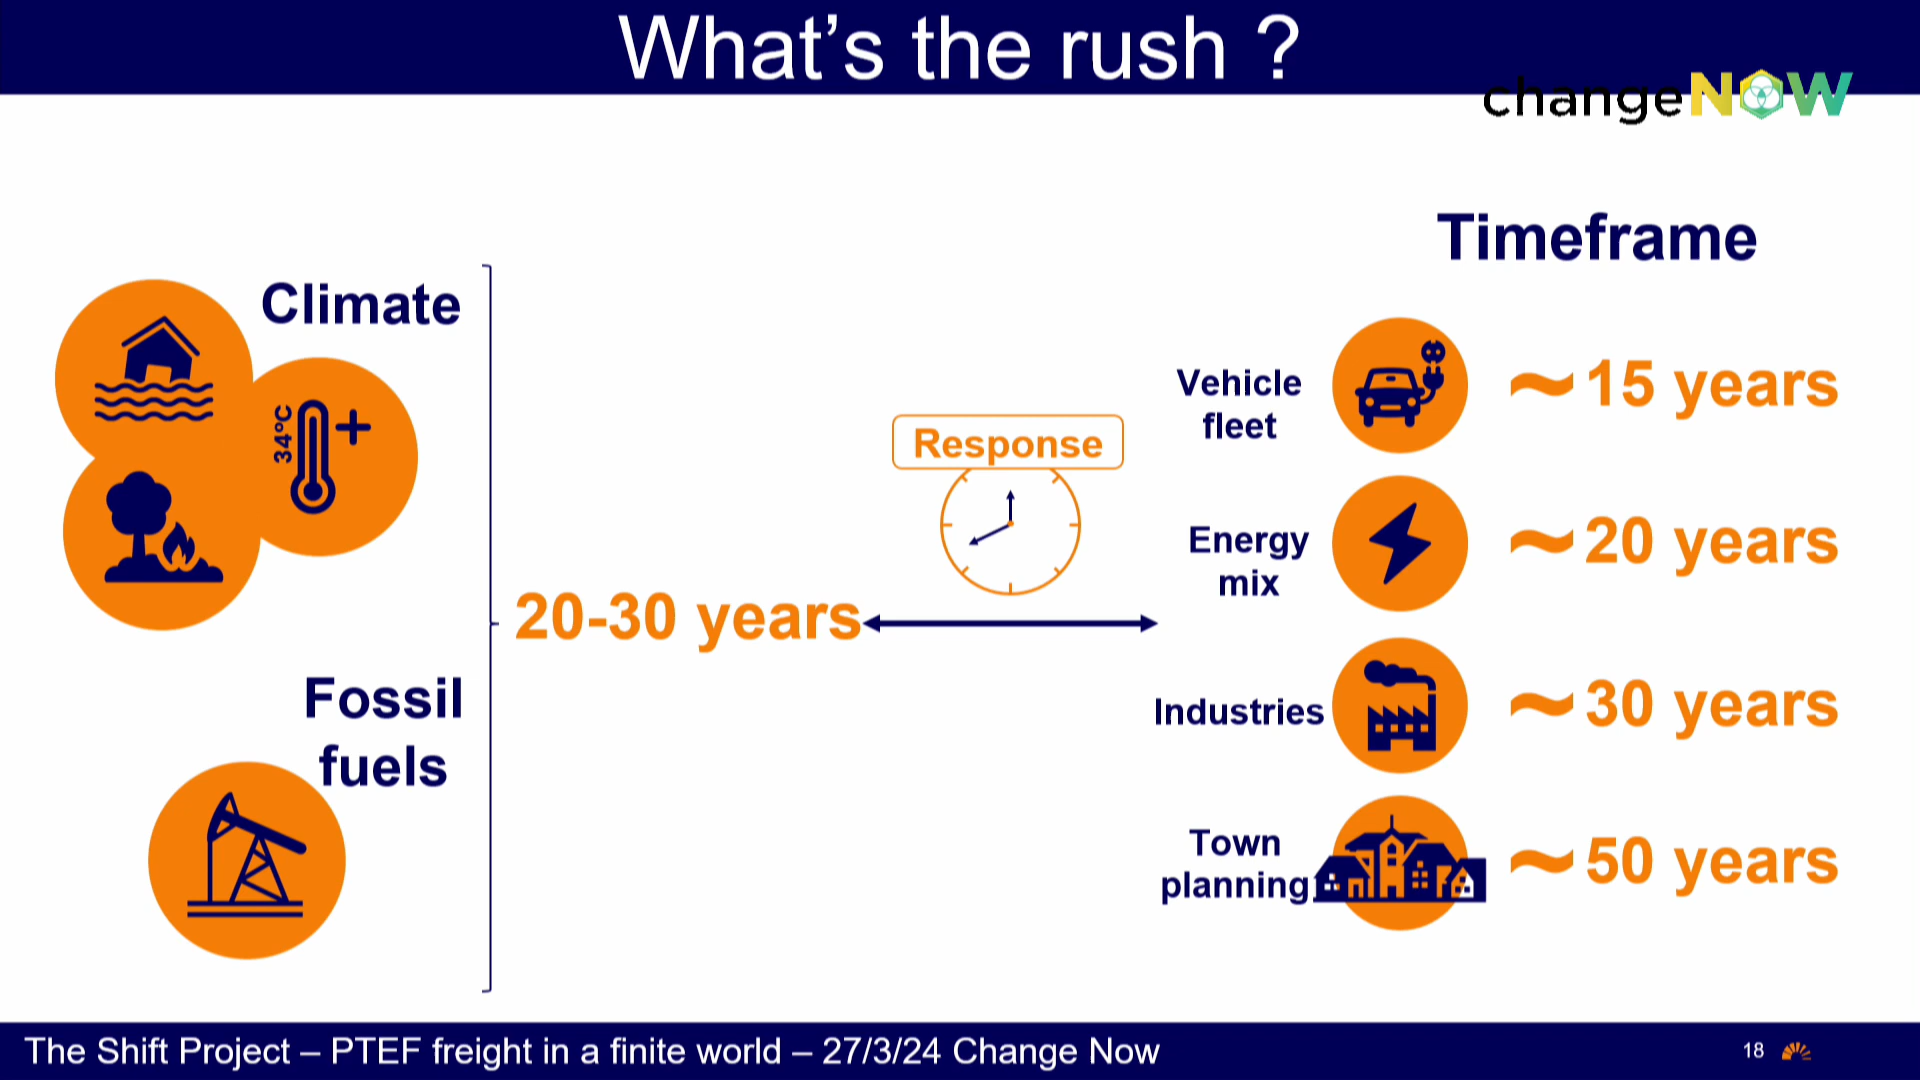 What's the rush ?
changeNOW
Timeframe
Climate
34°C
Fossil
fuels
20-30 years
Response
Vehicle
fleet
~15 years
Energy
mix
~20 years
Industries
~30 years
Town
planning
~50 years
The Shift Project – PTEF freight in a finite world – 27/3/24 Change Now
18